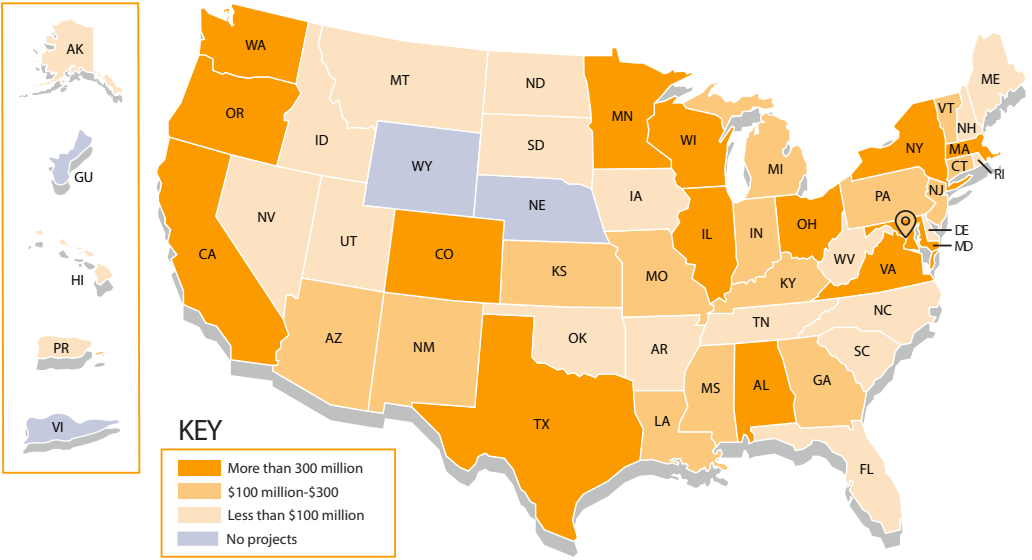 AK
GU
HI
PR
VI
WA
OR
CA
ID
NV
MT
WY
UT
AZ
CO
NM
ND
SD
NE
KS
OK
TX
MN
IA
MO
AR
LA
WI
IL
MI
IN
OH
KY
TN
MS
AL
GA
FL
SC
NC
VA
WV
PA
NY
VT
NH
ME
MA
CT
RI
NJ
DE
MD
KEY
More than 300 million
$100 million-$300
Less than $100 million
No projects